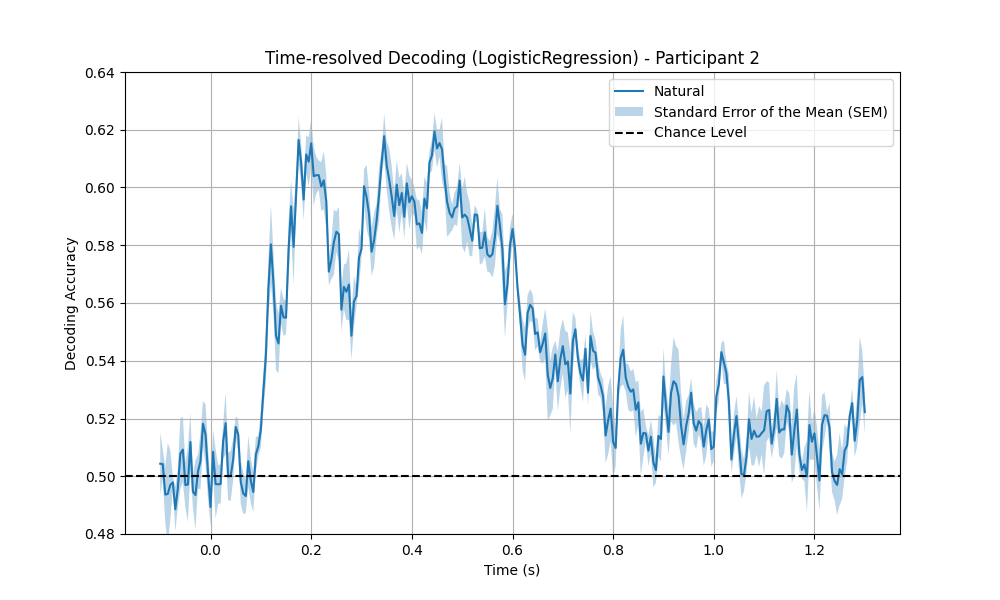 Time-resolved Decoding (LogisticRegression) - Participant 2
Natural
Standard Error of the Mean (SEM)
Chance Level
Decoding Accuracy
0.64
0.62
0.60
0.58
0.56
0.54
0.52
0.50
0.48
0.0 0.2 0.4 0.6 0.8 1.0 1.2
Time (s)